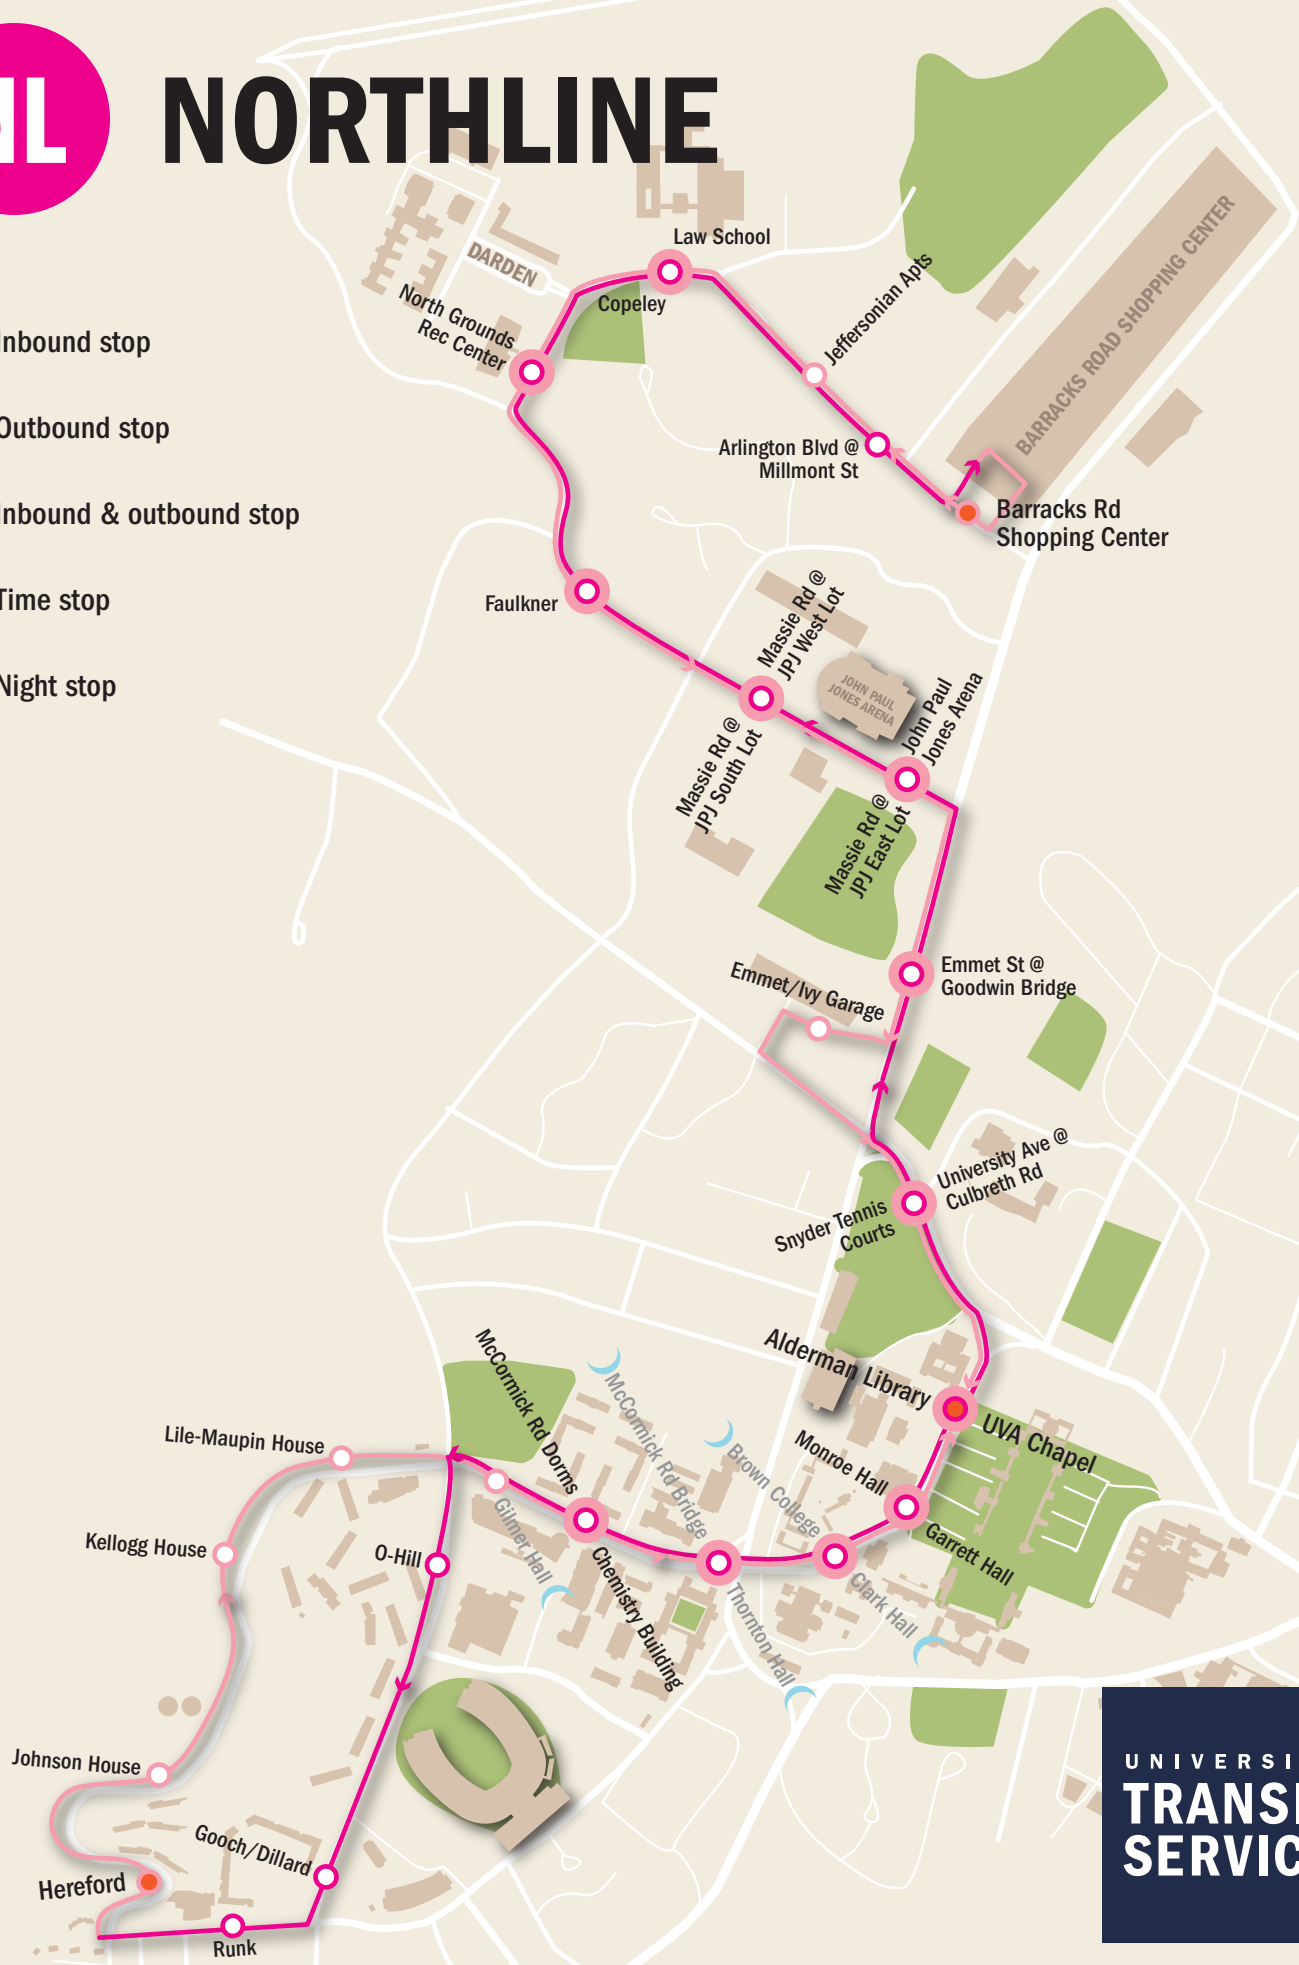 NL
NORTHLINE
Inbound stop
Outbound stop
Inbound & outbound stop
Time stop
Night stop
DARDEN
Law School
Copeley
North Grounds
Rec Center
Jeffersonian Apts
BARRACKS ROAD SHOPPING CENTER
Arlington Blvd @
Millmont St
Barracks Rd
Shopping Center
Faulkner
Massie Rd @
JPJ West Lot
JOHN PAUL
JONES ARENA
John Paul
Jones Arena
Massie Rd @
JPJ South Lot
Massie Rd @
JPJ East Lot
Emmet St @
Goodwin Bridge
Emmet/Ivy Garage
University Ave @
Culbreth Rd
Snyder Tennis
Courts
Alderman Library
UVA Chapel
McCormick Rd Dorms
McCormick Rd Bridge
Brown College
Monroe Hall
Garrett Hall
Lile-Maupin House
Kellogg House
O-Hill
Gilmer Hall
Chemistry Building
Thornton Hall
Clark Hall
Johnson House
Gooch/Dillard
Hereford
Runk
UNIVERSI
TRANS
SERVIC